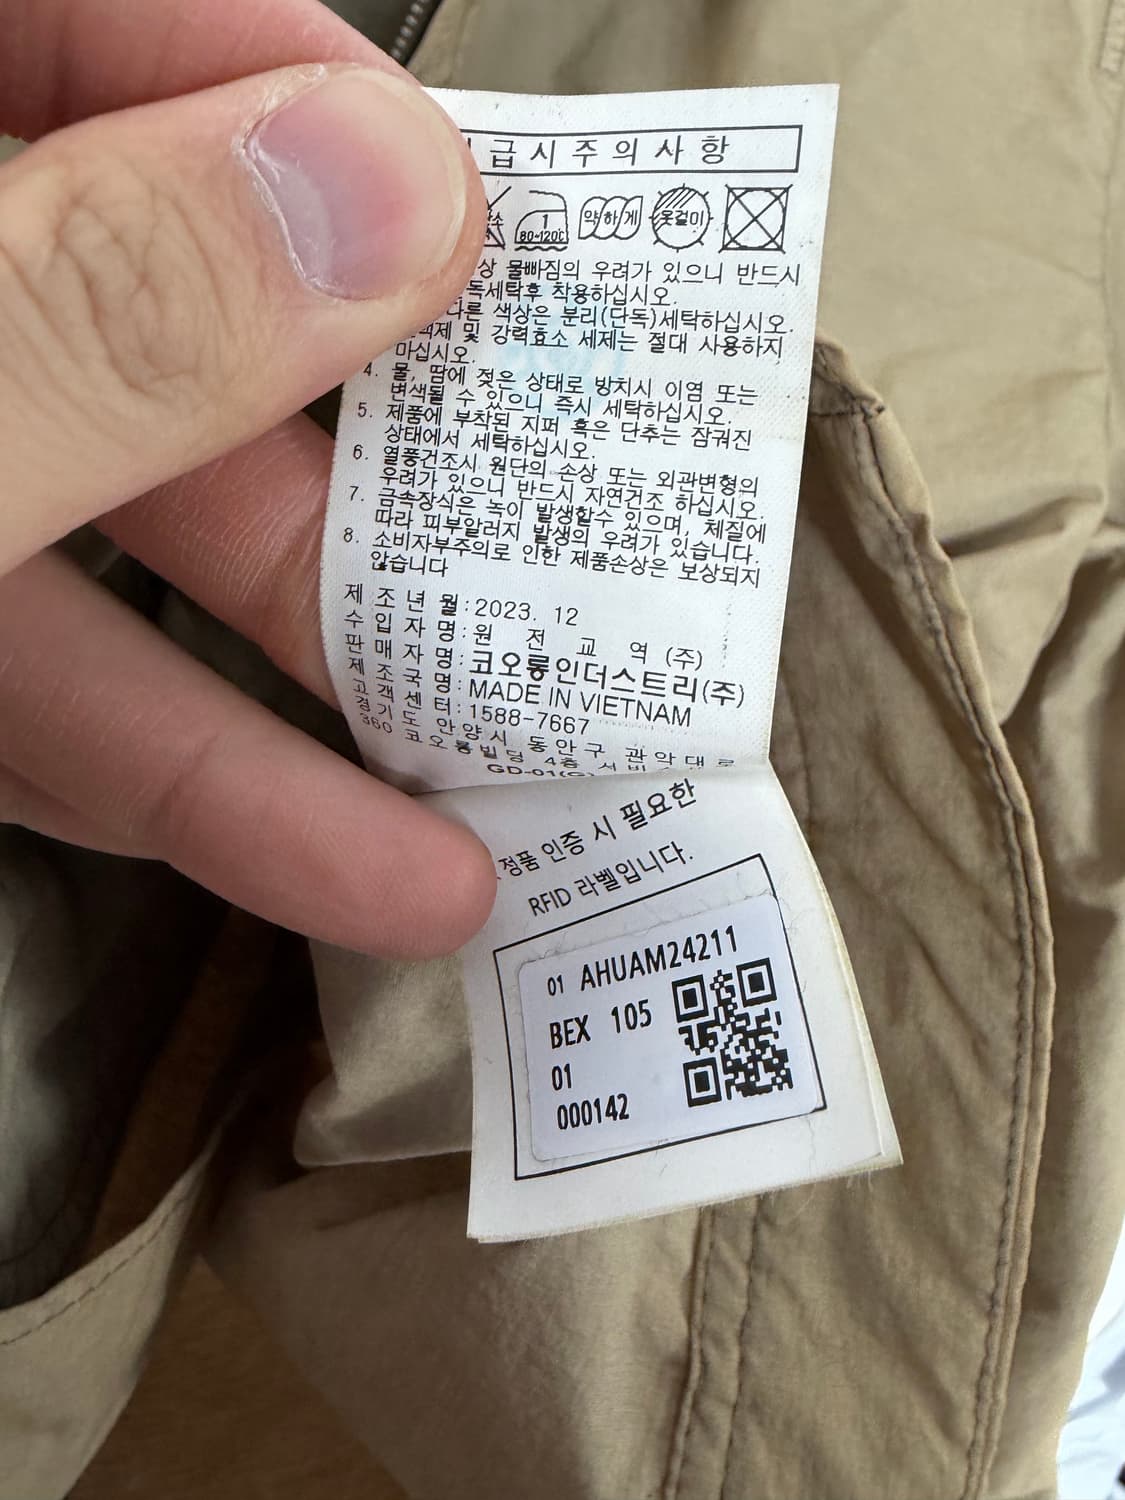 급시주의사항
1
80~120℃
약하게
옷걸이
상 물빠짐의 우려가 있으니 반드시
독세탁후 착용하십시오.
다른 색상은 분리(단독)세탁하십시오.
및 강력효소 세제는 절대 사용하지
마십시오.
4. 물, 땀에 젖은 상태로 방치시 이염 또는
변색될 수 있으니 즉시 세탁하십시오.
5. 제품에 부착된 지퍼 혹은 단추는 잠궈진
상태에서 세탁하십시오.
6. 열풍건조시 원단의 손상 또는 외관변형의
우려가 있으니 반드시 자연건조 하십시오.
7. 금속장식은 녹이 발생할수 있으며, 체질에
따라 피부알러지 발생의 우려가 있습니다.
8. 소비자부주의로 인한 제품손상은 보상되지
않습니다
제조년월:2023. 12
수입자명:원 전 교 역 (주)
판매자명:코오롱인더스트리(주)
제조국명:MADE IN VIETNAM
고객센터:1588-7667
경기도 안양시 동안구 관악대로
360 코오롱빌딩 4층
정품 인증 시 필요한
RFID 라벨입니다.
01 AHUAM24211
BEX 105
01
000142